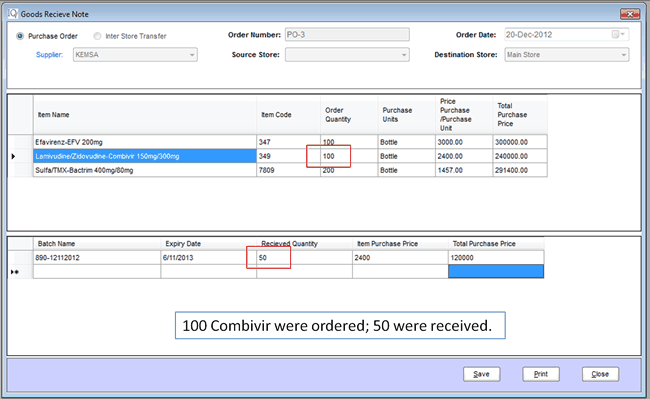 Goods Recieve Note
Purchase Order Inter Store Transfer Order Number: PO-3 Order Date: 20-Dec-2012
Supplier: KEMSA Source Store: Destination Store: Main Store
Item Name Item Code Order Quantity Purchase Units Price Purchase /Purchase Unit Total Purchase Price
Efavirenz-EFV 200mg 347 100 Bottle 3000.00 300000.00
Lamivudine/Zidovudine-Combivir 150mg/300mg 349 100 Bottle 2400.00 240000.00
Sulfa/TMX-Bactrim 400mg/80mg 7809 200 Bottle 1457.00 291400.00
Batch Name Expiry Date Recieved Quantity Item Purchase Price Total Purchase Price
890-12112012 6/11/2013 50 2400 120000
100 Combivir were ordered; 50 were received.
Save Print Close